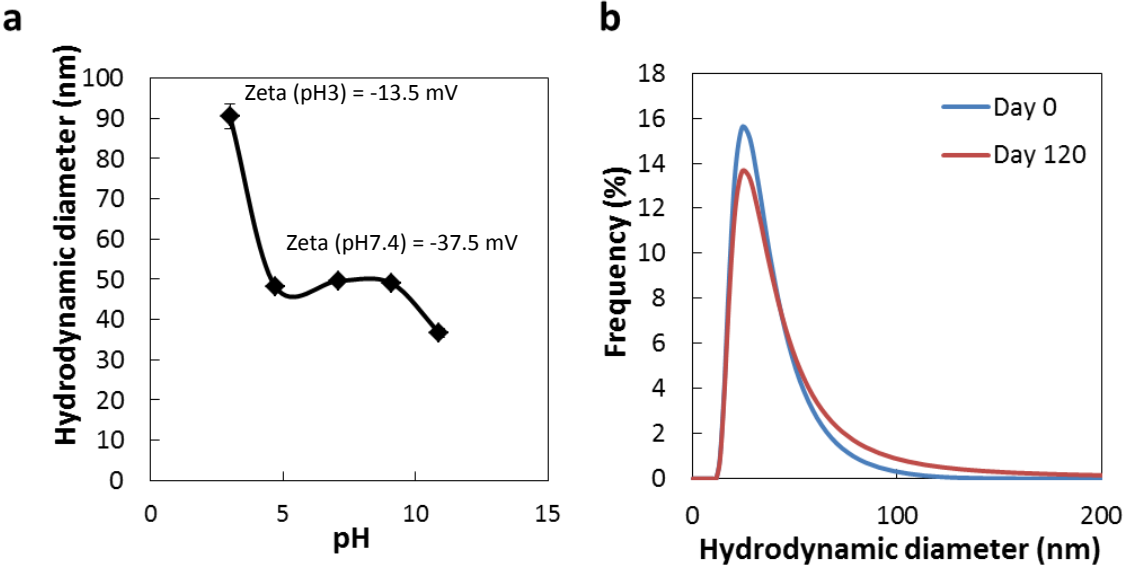 a
Hydrodynamic diameter (nm)
100
90
80
70
60
50
40
30
20
10
0
Zeta (pH3) = -13.5 mV
Zeta (pH7.4) = -37.5 mV
0 5 10 15
pH
b
Frequency (%)
18
16
14
12
10
8
6
4
2
0
Day 0
Day 120
0 100 200
Hydrodynamic diameter (nm)